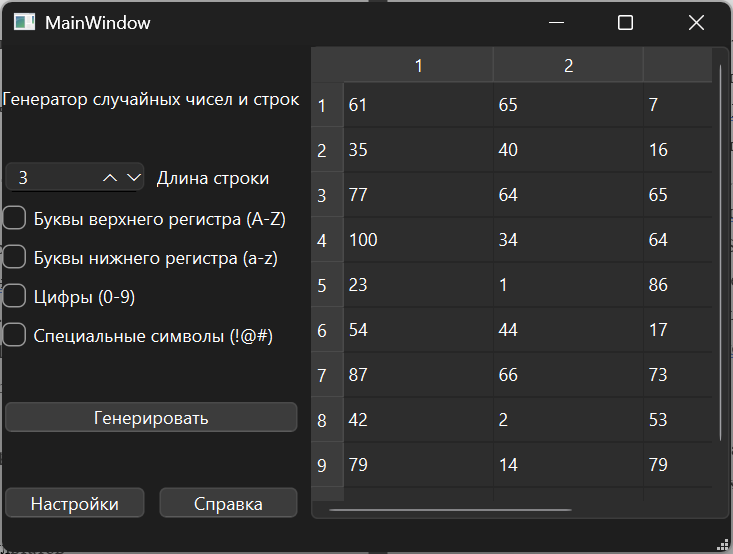 MainWindow
Генератор случайных чисел и строк
3 Длина строки
Буквы верхнего регистра (A-Z)
Буквы нижнего регистра (a-z)
Цифры (0-9)
Специальные символы (!@#)
Генерировать
Настройки Справка
1 2
1 61 65 7
2 35 40 16
3 77 64 65
4 100 34 64
5 23 1 86
6 54 44 17
7 87 66 73
8 42 2 53
9 79 14 79